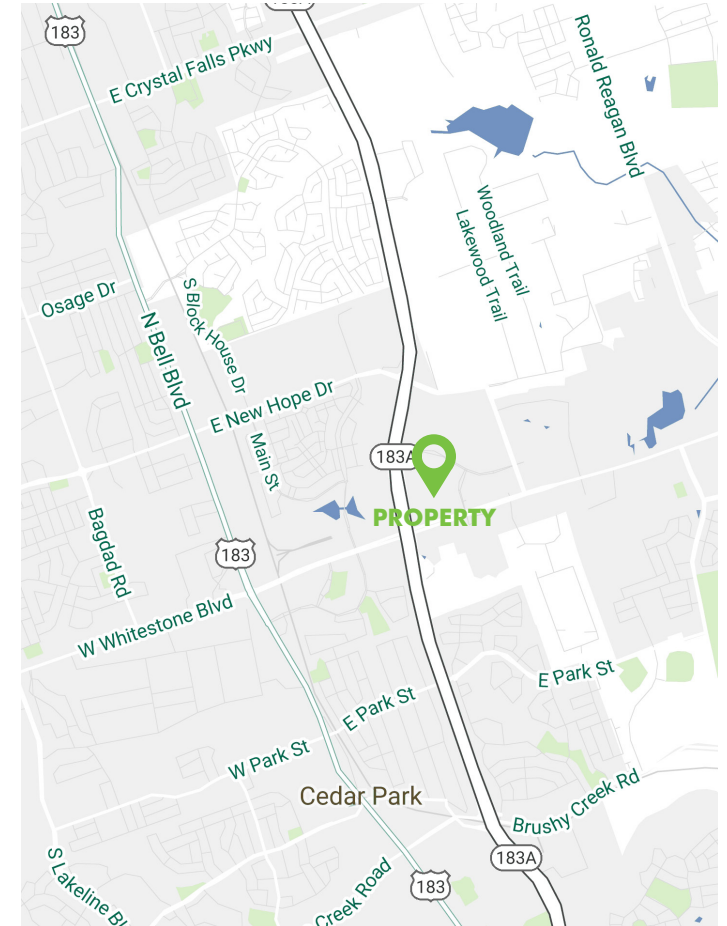 183
E Crystal Falls Pkwy
Ronald Reagan Blvd
Woodland Trail
Lakewood Trail
Osage Dr
S Block House Dr
N Bell Blvd
E New Hope Dr
Main St
183A
PROPERTY
Bagdad Rd
183
W Whitestone Blvd
E Park St
E Park St
W Park St
Cedar Park
Brushy Creek Rd
183A
S Lakeline
183
Creek Road